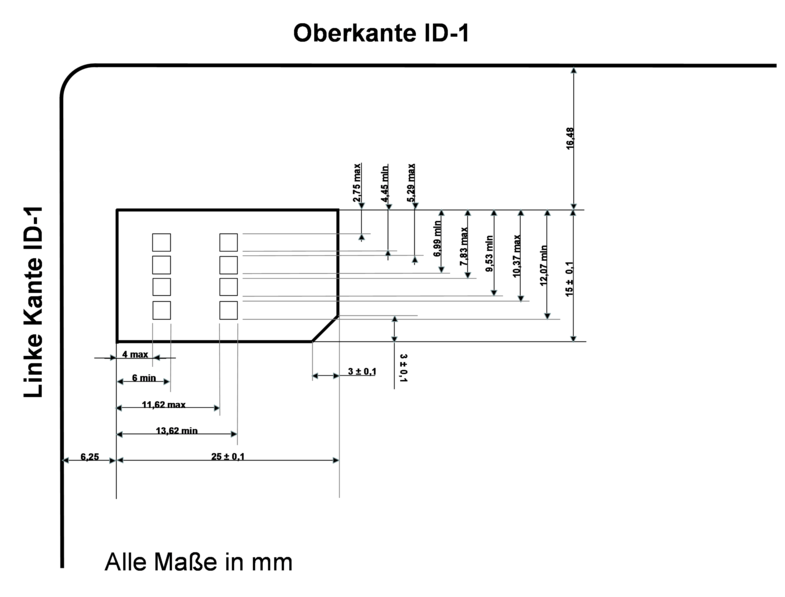 Oberkante ID-1
Linke Kante ID-1
16,48
2,75 max
4,45 min
5,29 max
6,99 min
7,83 max
9,53 min
10,37 max
12,07 min
15 ± 0,1
4 max
6 min
11,62 max
13,62 min
3 ± 0,1
3 ± 0,1
6,25
25 ± 0,1
Alle Maße in mm